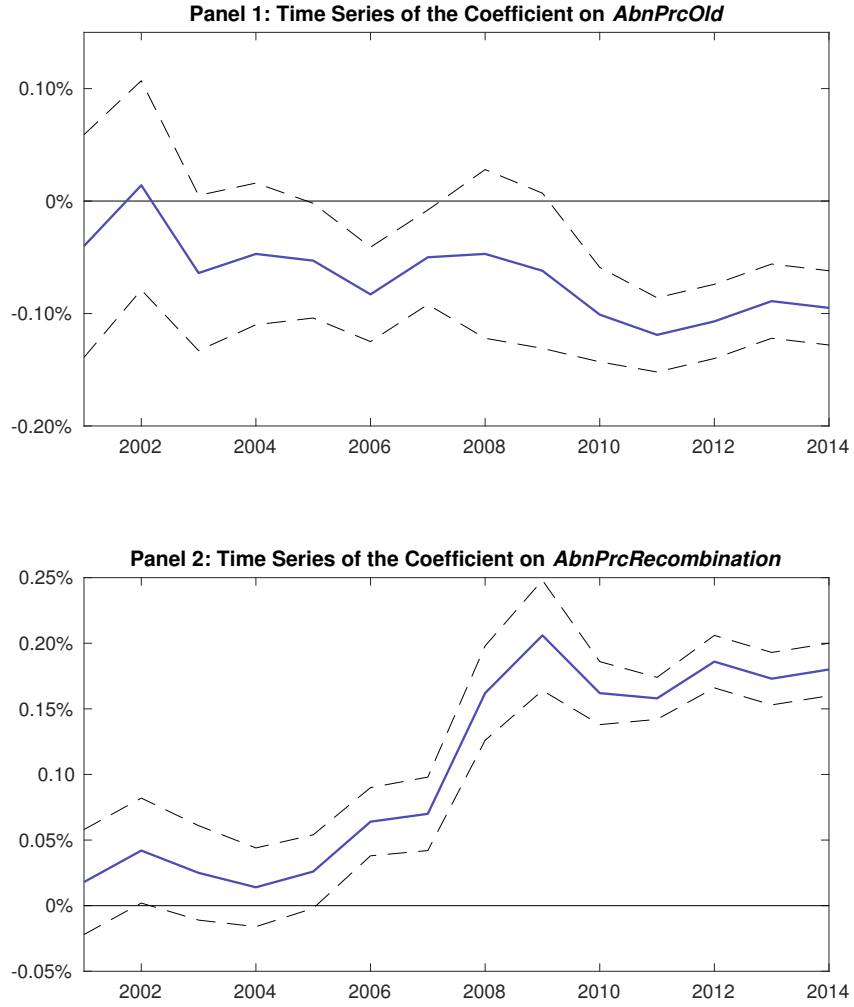 Panel 1: Time Series of the Coefficient on AbnPrcOld
0.10%
0%
-0.10%
-0.20%
2002 2004 2006 2008 2010 2012 2014
Panel 2: Time Series of the Coefficient on AbnPrcRecombination
0.25%
0.20%
0.15%
0.10
0.05%
0%
-0.05%
2002 2004 2006 2008 2010 2012 2014